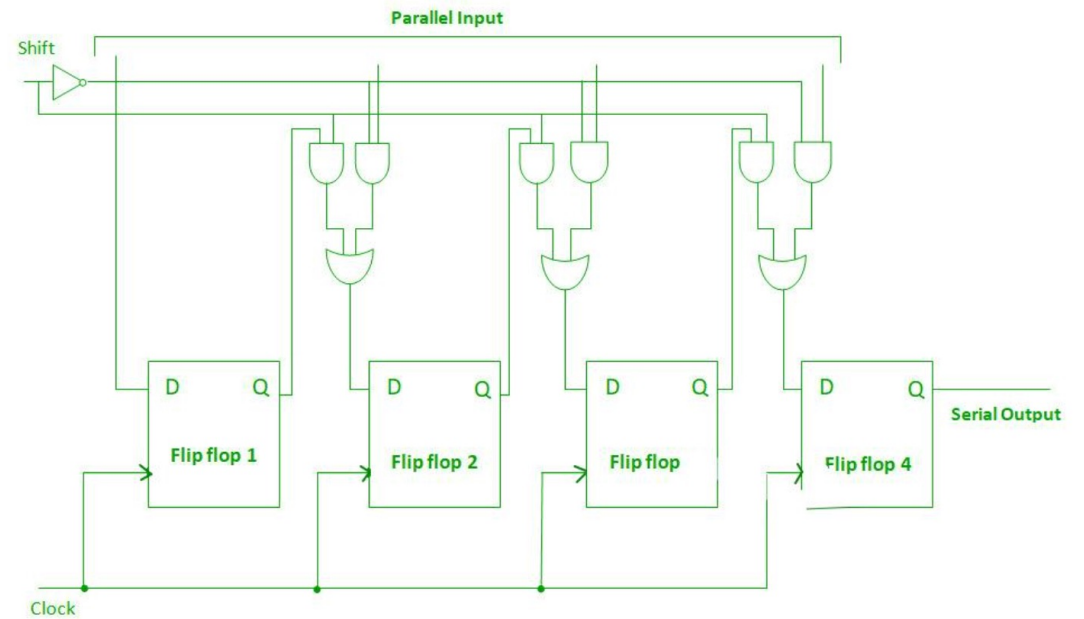 Parallel Input
Shift
D Q
D Q
D Q
D Q
Serial Output
Flip flop 1
Flip flop 2
Flip flop
Flip flop 4
Clock